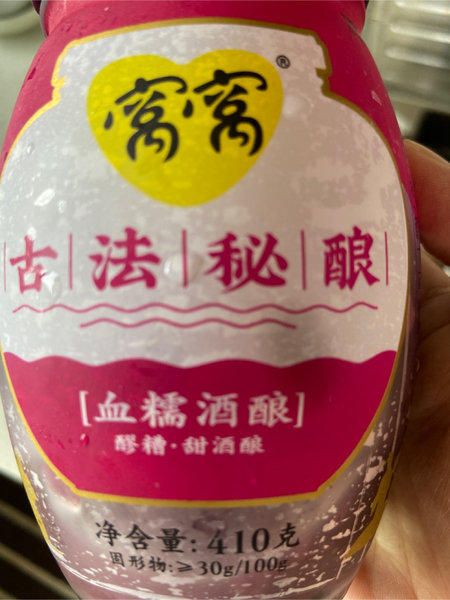 窝窝®
古法秘酿
[血糯酒酿]
醪糟·甜酒酿
净含量:410克
固形物:≥30g/100g